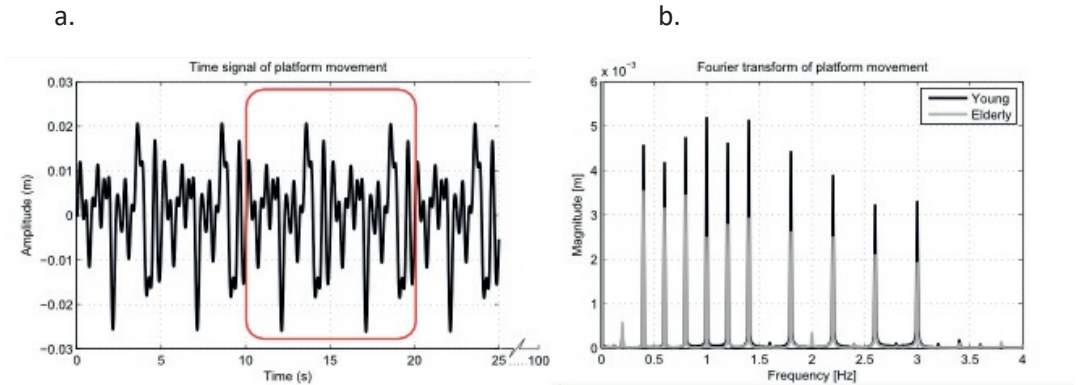 a.
b.
Time signal of platform movement
0.03
0.02
0.01
0
−0.01
−0.02
−0.03
Amplitude (m)
0 5 10 15 20 25 ..... 100
Time (s)
Fourier transform of platform movement
x 10⁻³
6
5
4
3
2
1
0
Magnitude [m]
Young
Elderly
0 0.5 1 1.5 2 2.5 3 3.5 4
Frequency [Hz]